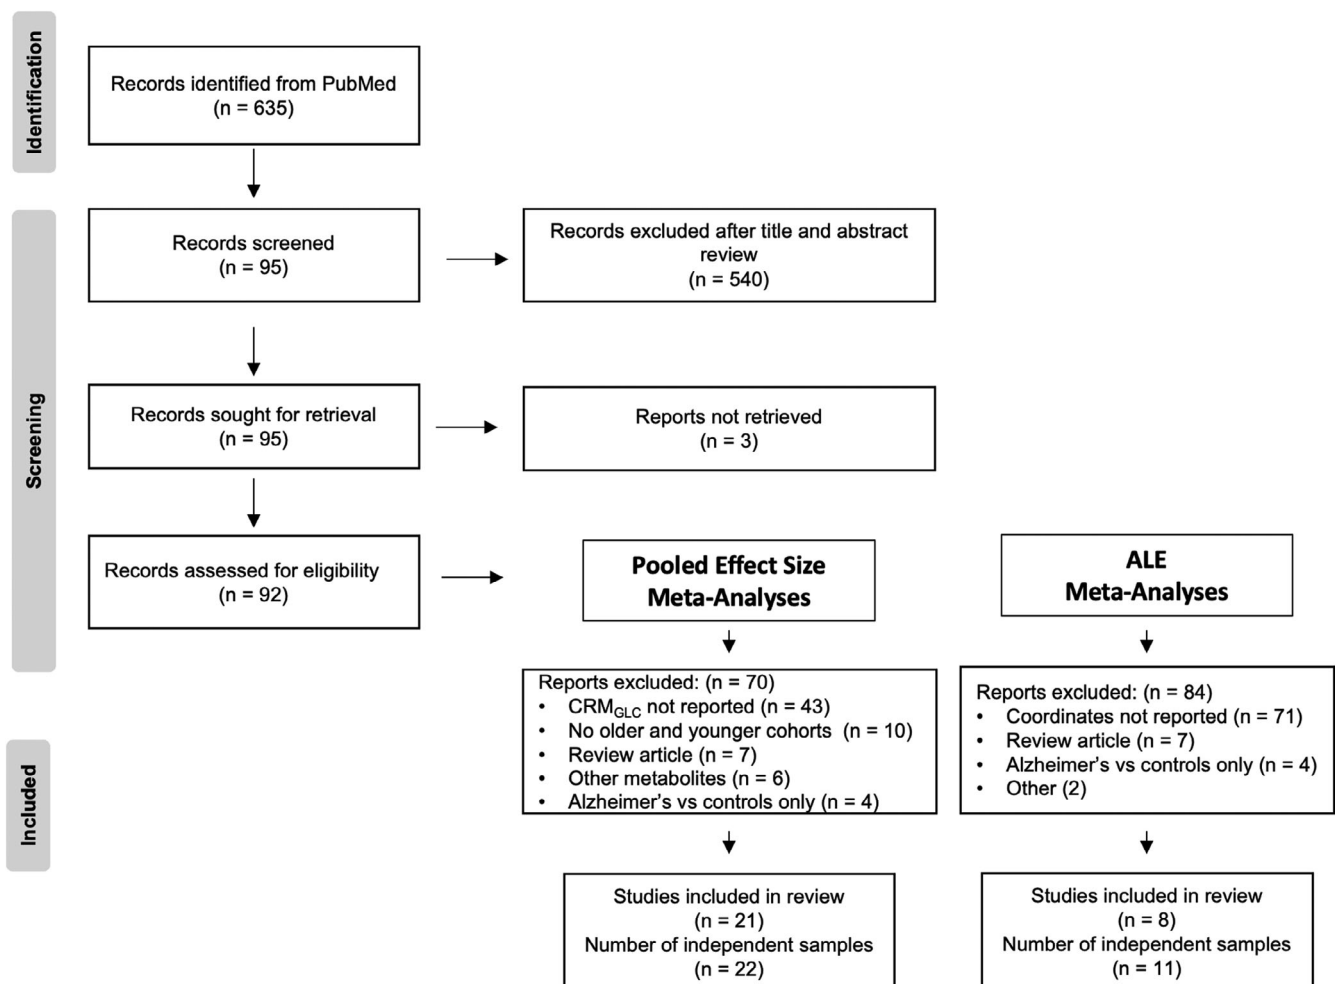 Identification
Records identified from PubMed
(n = 635)
Screening
Records screened
(n = 95)
Records excluded after title and abstract
review
(n = 540)
Records sought for retrieval
(n = 95)
Reports not retrieved
(n = 3)
Records assessed for eligibility
(n = 92)
Pooled Effect Size
Meta-Analyses
ALE
Meta-Analyses
Reports excluded: (n = 70)
• CRMGLC not reported (n = 43)
• No older and younger cohorts (n = 10)
• Review article (n = 7)
• Other metabolites (n = 6)
• Alzheimer's vs controls only (n = 4)
Reports excluded: (n = 84)
• Coordinates not reported (n = 71)
• Review article (n = 7)
• Alzheimer's vs controls only (n = 4)
• Other (2)
Included
Studies included in review
(n = 21)
Number of independent samples
(n = 22)
Studies included in review
(n = 8)
Number of independent samples
(n = 11)